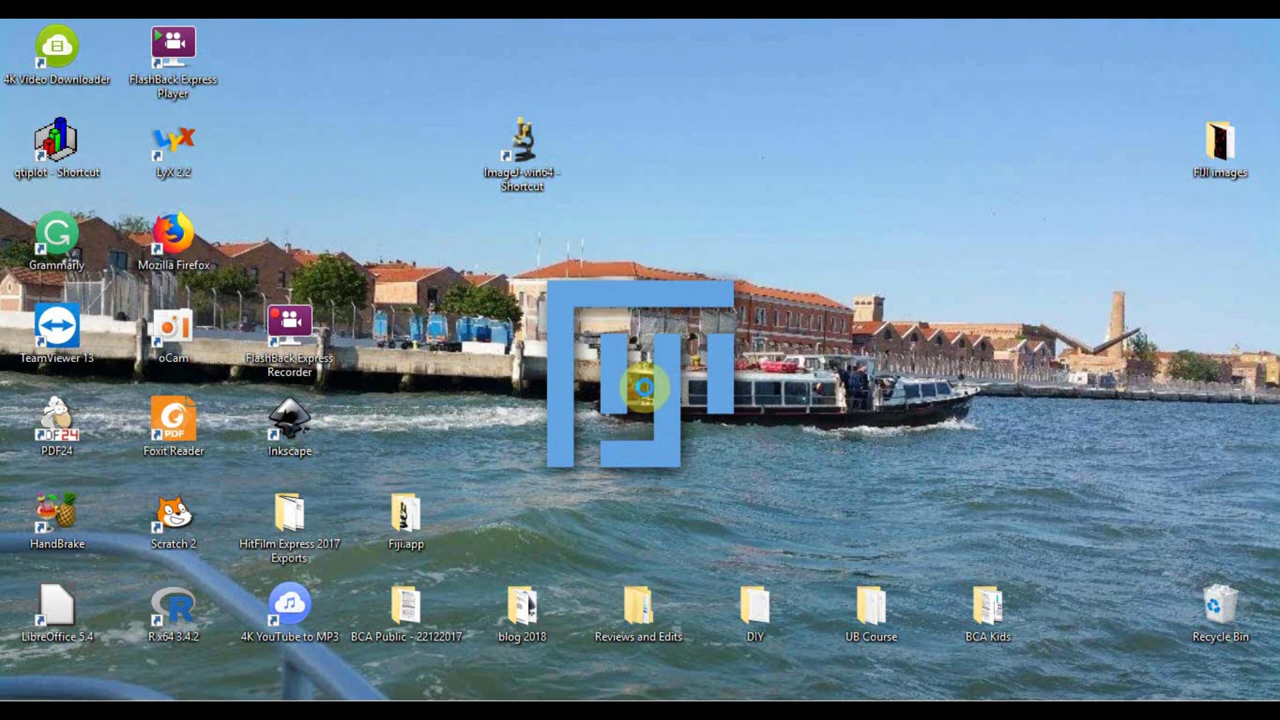 4K Video Downloader
FlashBack Express
Player
qtiplot - Shortcut
LyX 2.2
ImageJ-win64 -
Shortcut
FIJI images
Grammarly
Mozilla Firefox
TeamViewer 13
oCam
FlashBack Express
Recorder
PDF24
Foxit Reader
Inkscape
HandBrake
Scratch 2
HitFilm Express 2017
Exports
Fiji.app
LibreOffice 5.4
R x64 3.4.2
4K YouTube to MP3
BCA Public - 22122017
blog 2018
Reviews and Edits
DIY
UB Course
BCA Kids
Recycle Bin